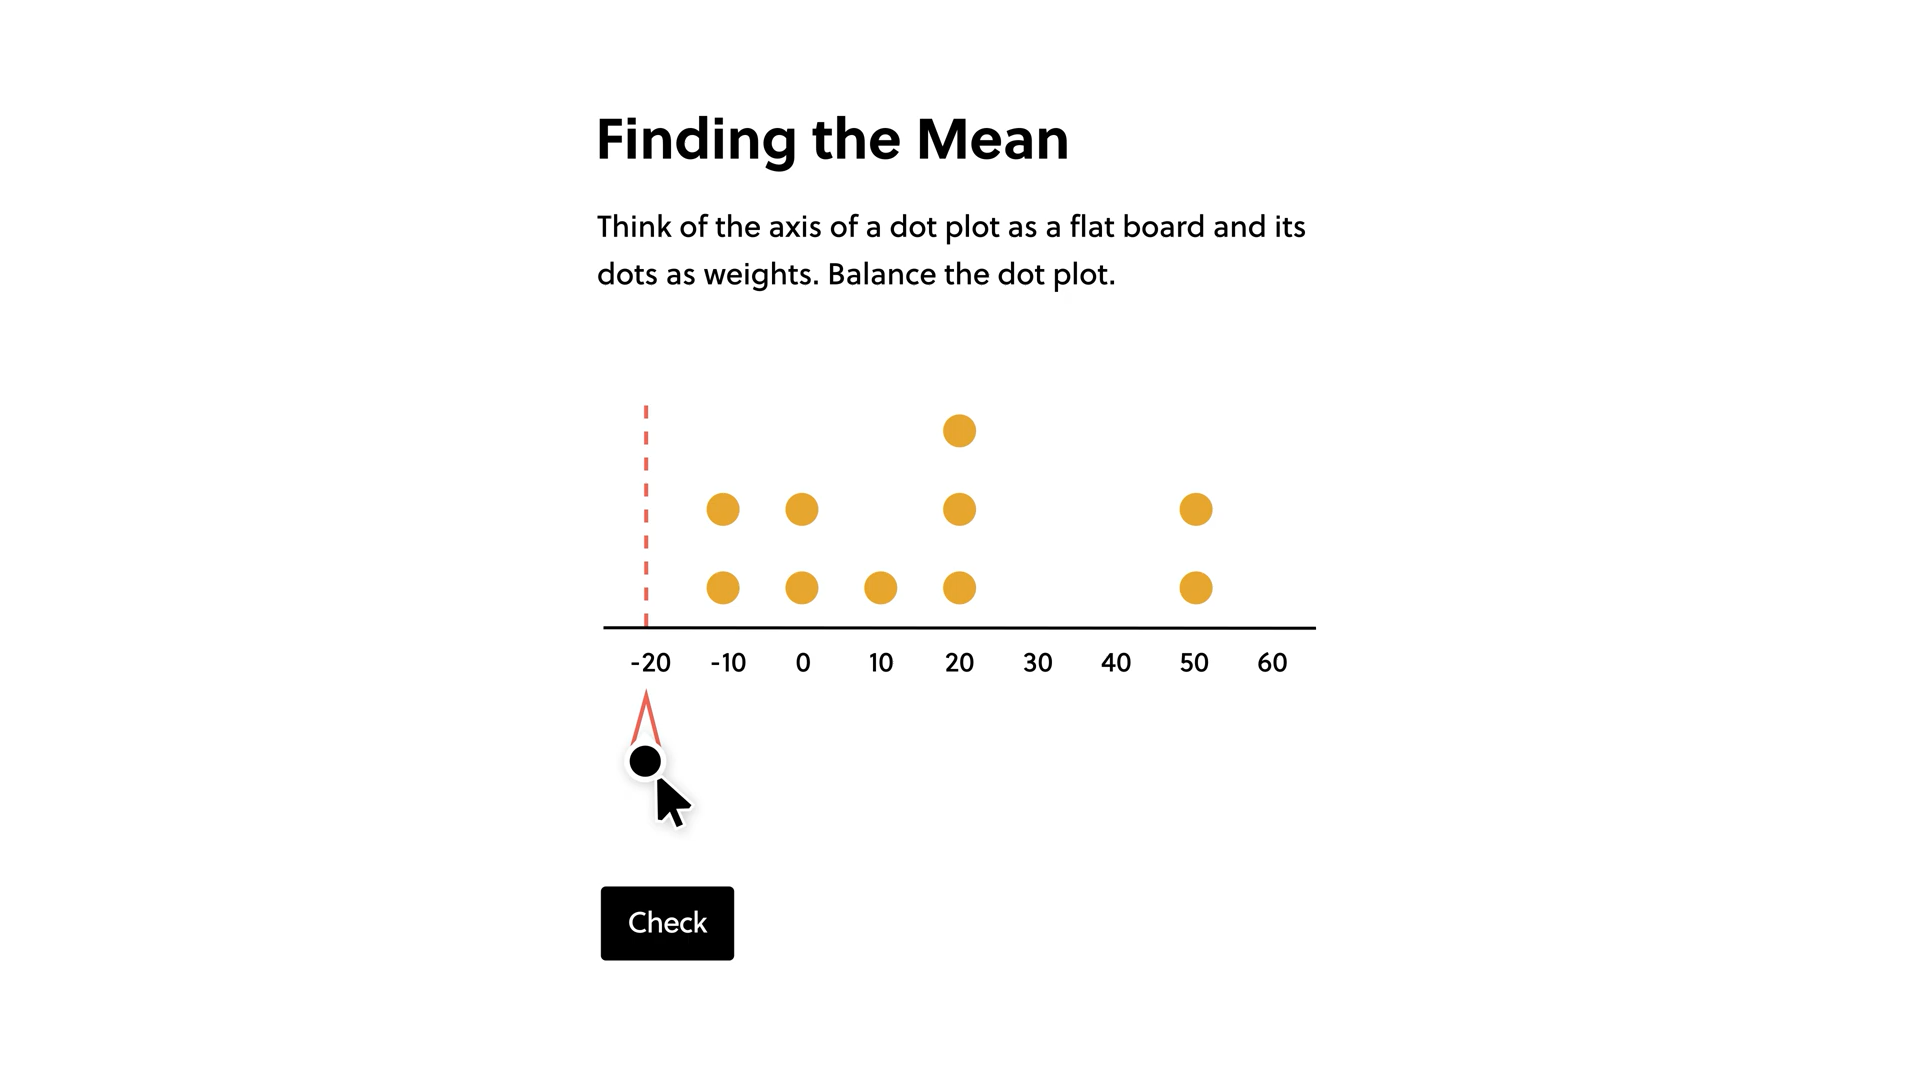 Finding the Mean
Think of the axis of a dot plot as a flat board and its
dots as weights. Balance the dot plot.
-20 -10 0 10 20 30 40 50 60
Check